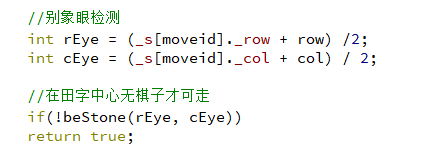 //别象眼检测
int rEye = (_s[moveid]._row + row) /2;
int cEye = (_s[moveid]._col + col) / 2;
//在田字中心无棋子才可走
if(!beStone(rEye, cEye))
return true;